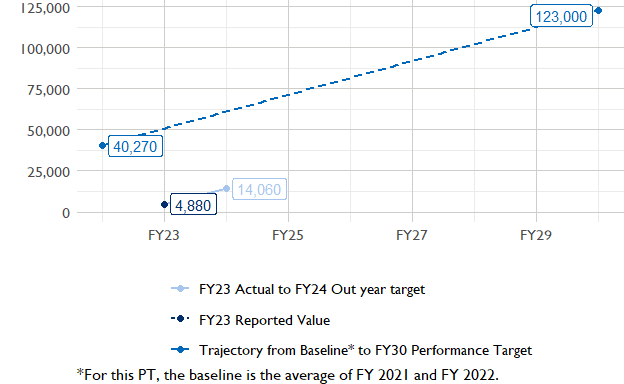 125,000
123,000
100,000
75,000
50,000
40,270
25,000
14,060
4,880
0
FY23 FY25 FY27 FY29
FY23 Actual to FY24 Out year target
FY23 Reported Value
Trajectory from Baseline* to FY30 Performance Target
*For this PT, the baseline is the average of FY 2021 and FY 2022.